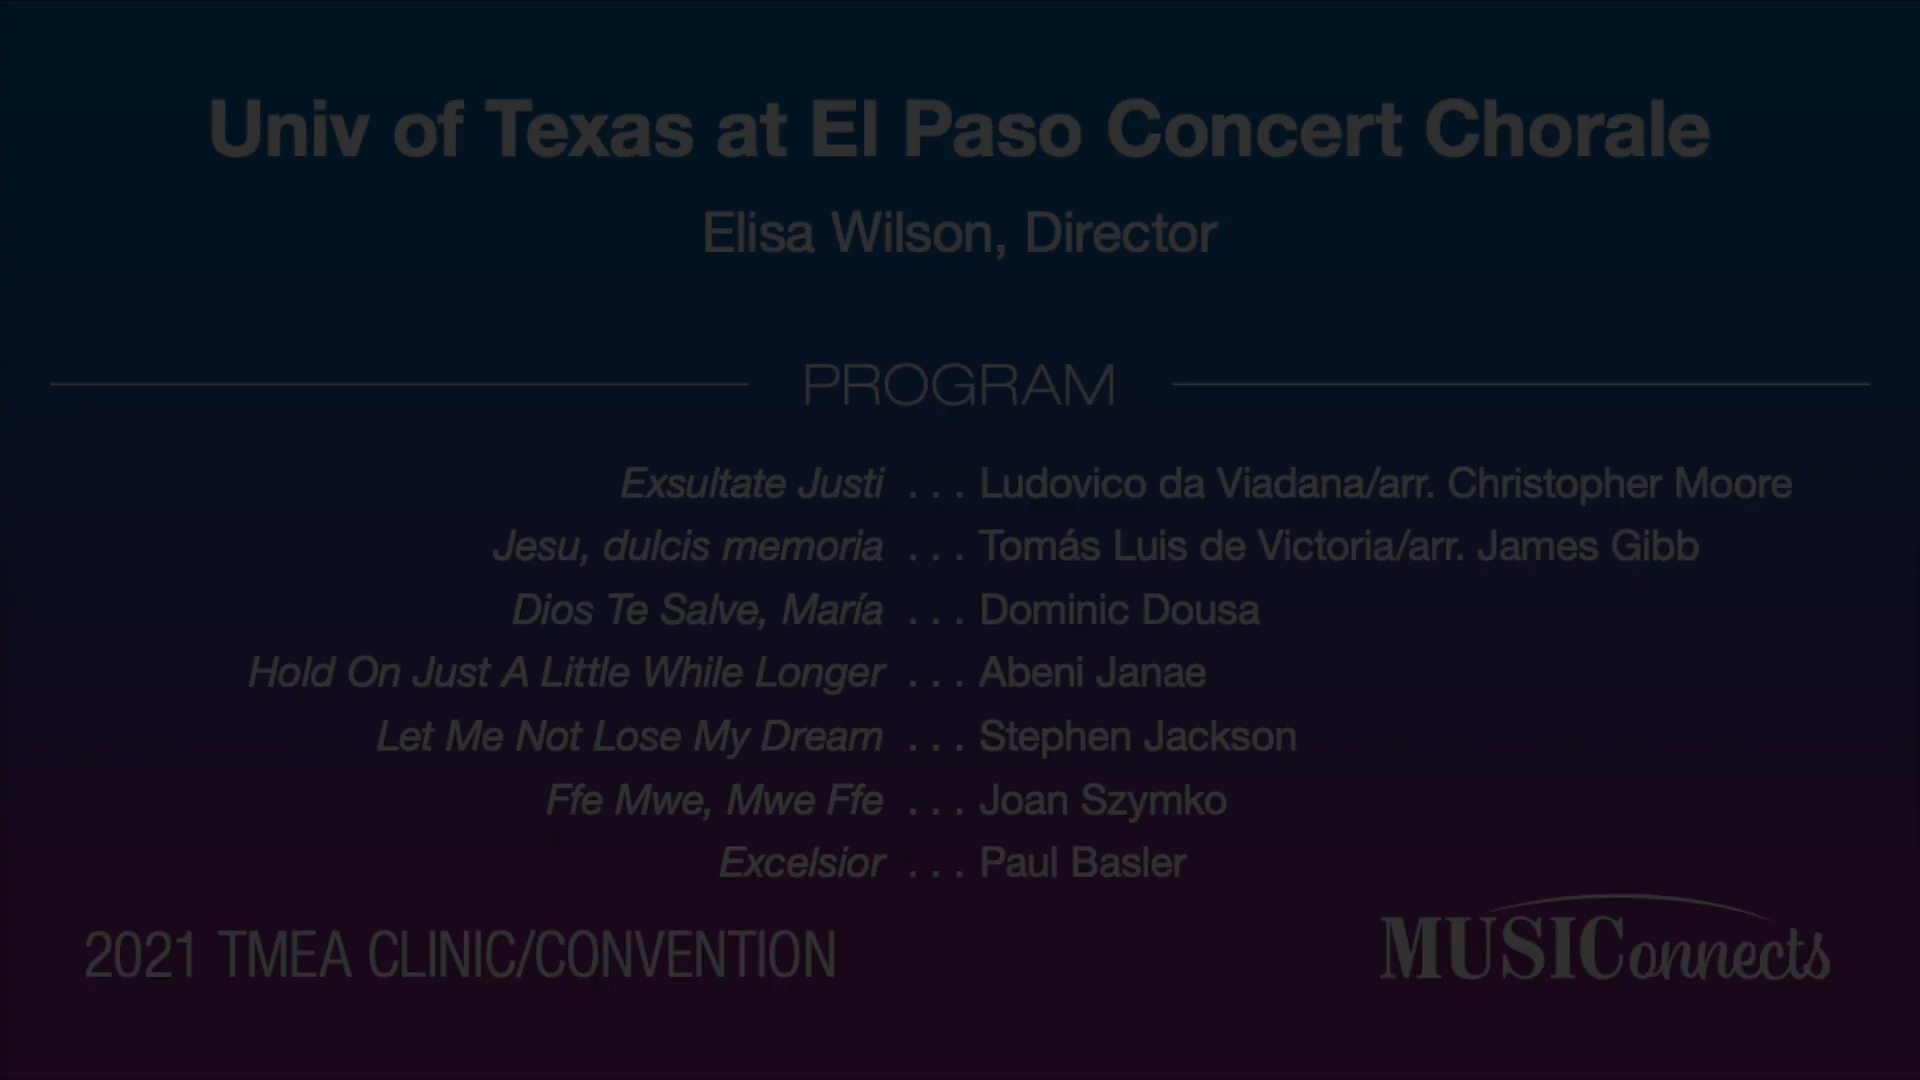 Univ of Texas at El Paso Concert Chorale
Elisa Wilson, Director
PROGRAM
Exsultate Justi . . . Ludovico da Viadana/arr. Christopher Moore
Jesu, dulcis memoria . . . Tomás Luis de Victoria/arr. James Gibb
Dios Te Salve, María . . . Dominic Dousa
Hold On Just A Little While Longer . . . Abeni Janae
Let Me Not Lose My Dream . . . Stephen Jackson
Ffe Mwe, Mwe Ffe . . . Joan Szymko
Excelsior . . . Paul Basler
2021 TMEA CLINIC/CONVENTION
MUSIConnects